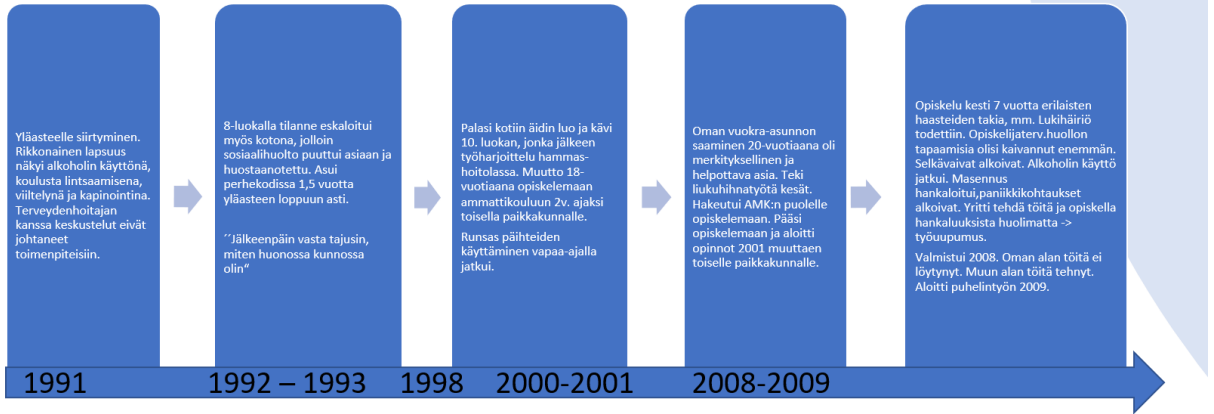 Yläasteelle siirtyminen.
Rikkonainen lapsuus
näkyi alkoholin käyttönä,
koulusta lintsaamisena,
viiltelynä ja kapinointina.
Terveydenhoitajan
kanssa keskustelut eivät
johtaneet
toimenpiteisiin.
8-luokalla tilanne eskaloitui
myös kotona, jolloin
sosiaalihuolto puuttui asiaan ja
huostaanotettu. Asui
perhekodissa 1,5 vuotta
yläasteen loppuun asti.
´´Jälkeenpäin vasta tajusin,
miten huonossa kunnossa
olin“
Palasi kotiin äidin luo ja kävi
10. luokan, jonka jälkeen
työharjoittelu hammas-
hoitolassa. Muutto 18-
vuotiaana opiskelemaan
ammattikouluun 2v. ajaksi
toisella paikkakunnalle.
Runsas päihteiden
käyttäminen vapaa-ajalla
jatkui.
Oman vuokra-asunnon
saaminen 20-vuotiaana oli
merkityksellinen ja
helpottava asia. Teki
liukuhihnatyötä kesät.
Hakeutui AMK:n puolelle
opiskelemaan. Pääsi
opiskelemaan ja aloitti
opinnot 2001 muuttaen
toiselle paikkakunnalle.
Opiskelu kesti 7 vuotta erilaisten
haasteiden takia, mm. Lukihäiriö
todettiin. Opiskelijaterv.huollon
tapaamisia olisi kaivannut enemmän.
Selkävaivat alkoivat. Alkoholin käyttö
jatkui. Masennus
hankaloitui,paniikkikohtaukset
alkoivat. Yritti tehdä töitä ja opiskella
hankaluuksista huolimatta ->
työuupumus.
Valmistui 2008. Oman alan töitä ei
löytynyt. Muun alan töitä tehnyt.
Aloitti puhelintyön 2009.
1991 1992 – 1993 1998 2000-2001 2008-2009